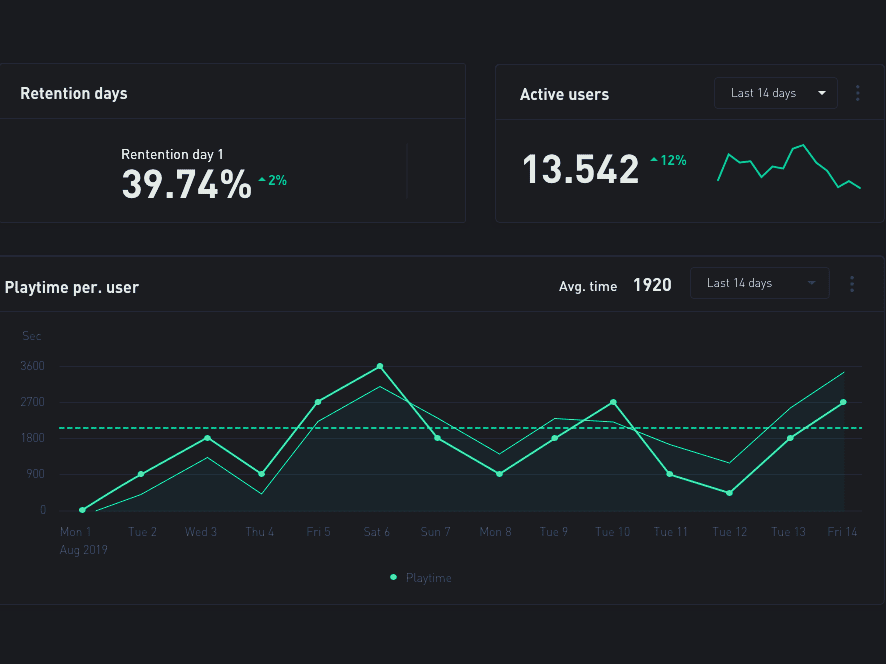 Retention days
Rentention day 1
39.74% 2%
Active users
Last 14 days
13.542 12%
Playtime per. user
Avg. time 1920
Last 14 days
Sec
3600
2700
1800
900
0
Mon 1 Tue 2 Wed 3 Thu 4 Fri 5 Sat 6 Sun 7 Mon 8 Tue 9 Tue 10 Tue 11 Tue 12 Tue 13 Fri 14
Aug 2019
Playtime